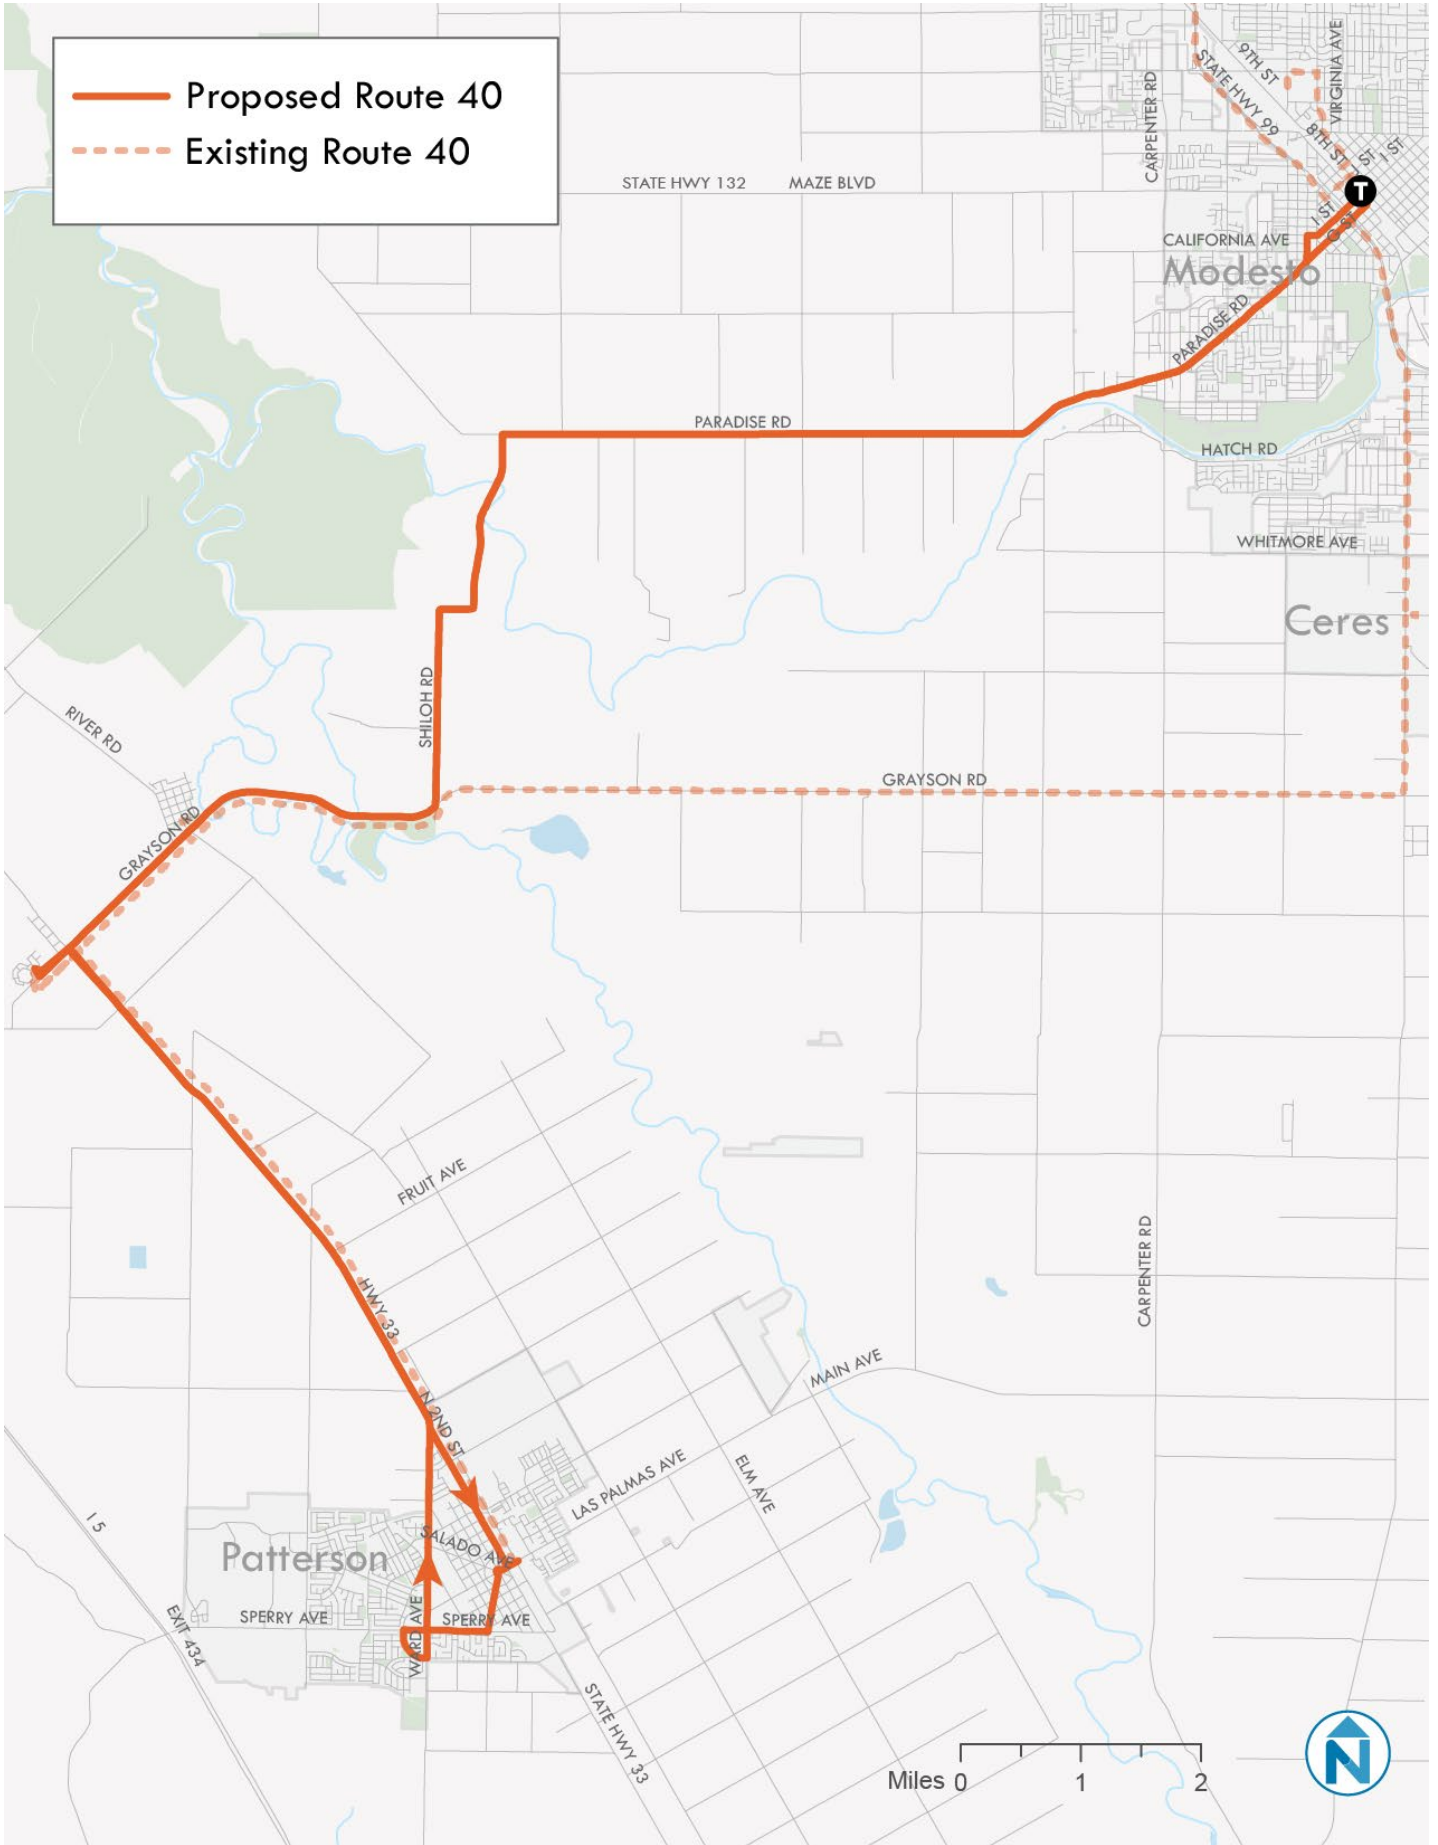 Proposed Route 40
Existing Route 40
9TH ST
VIRGINIA AVE
STATE HWY 99
CARPENTER RD
8TH ST
ST
I ST
STATE HWY 132
MAZE BLVD
T
I ST
G ST
CALIFORNIA AVE
Modesto
PARADISE RD
PARADISE RD
HATCH RD
WHITMORE AVE
Ceres
SHILOH RD
RIVER RD
GRAYSON RD
GRAYSON RD
FRUIT AVE
CARPENTER RD
HWY 33
MAIN AVE
N 2ND ST
LAS PALMAS AVE
ELM AVE
I 5
SALADO AVE
Patterson
SPERRY AVE
WARD AVE
SPERRY AVE
EXIT 434
STATE HWY 33
Miles 0 1 2
N